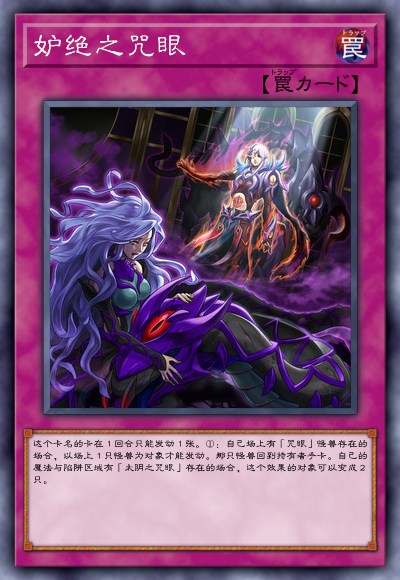 妒绝之咒眼
トラップ
罠
トラップ
【罠カード】
这个卡名的卡在1回合只能发动1张。①：自己场上有「咒眼」怪兽存在的
场合，以场上1只怪兽为对象才能发动。那只怪兽回到持有者手卡。自己的
魔法与陷阱区域有「太阴之咒眼」存在的场合，这个效果的对象可以变成2
只。